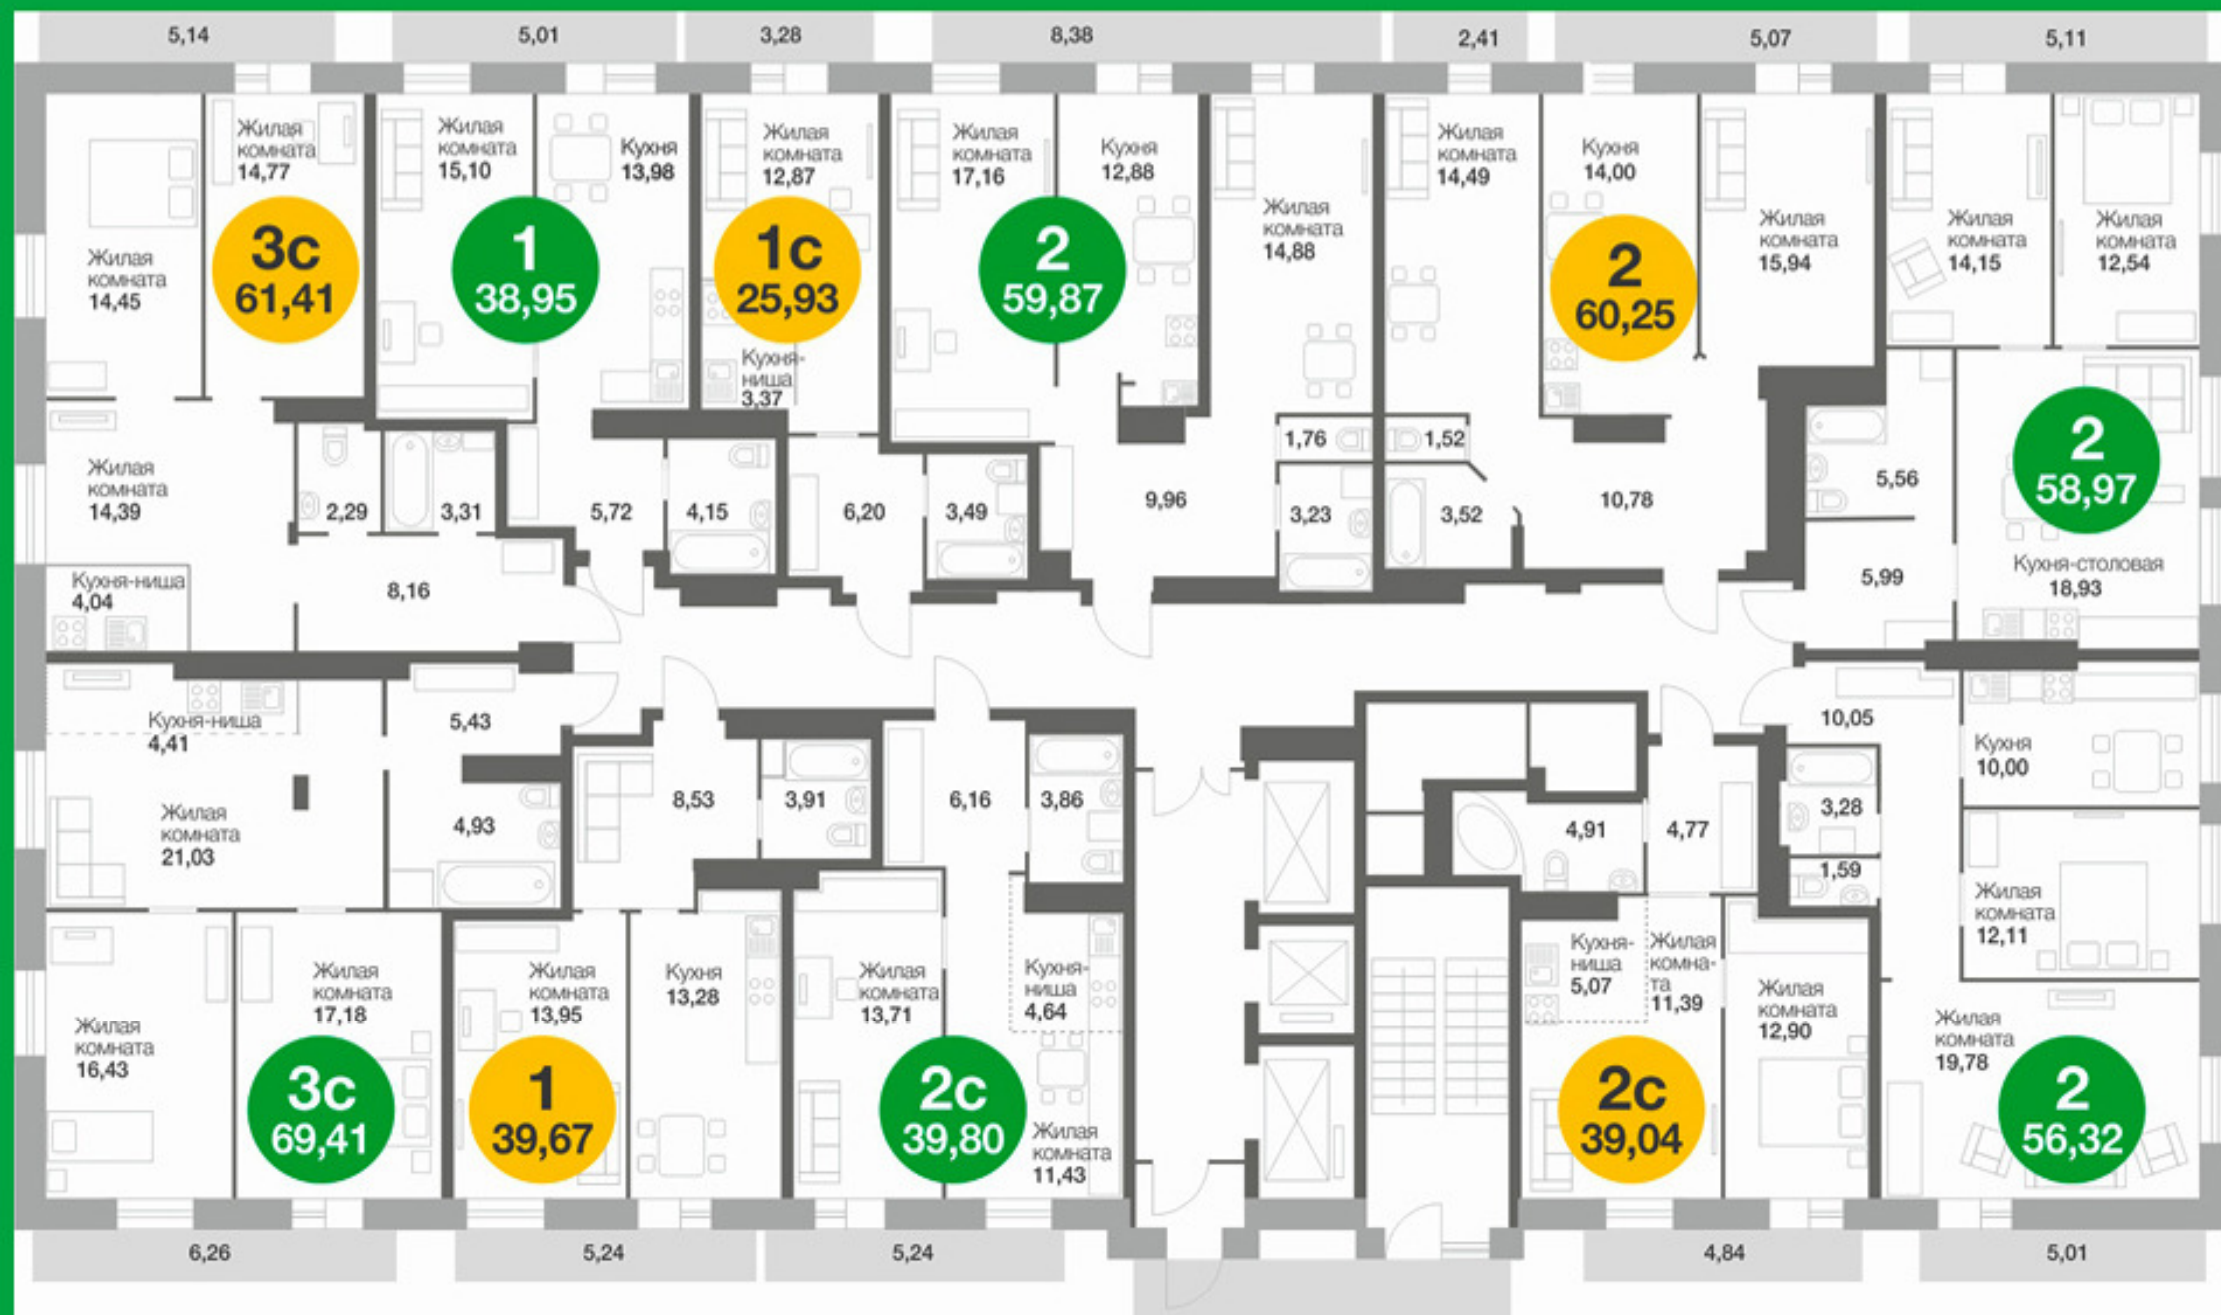 5,14
5,01
3,28
8,38
2,41
5,07
5,11
Жилая
комната
14,45
Жилая
комната
14,77
3с
61,41
Жилая
комната
14,39
Кухня-ниша
4,04
2,29
3,31
8,16
Жилая
комната
15,10
Кухня
13,98
1
38,95
5,72
4,15
Жилая
комната
12,87
1с
25,93
Кухня-
ниша
3,37
6,20
3,49
Жилая
комната
17,16
Кухня
12,88
2
59,87
Жилая
комната
14,88
1,76
9,96
3,23
Жилая
комната
14,49
Кухня
14,00
2
60,25
Жилая
комната
15,94
1,52
3,52
10,78
Жилая
комната
14,15
Жилая
комната
12,54
2
58,97
5,56
5,99
Кухня-столовая
18,93
Кухня-ниша
4,41
5,43
Жилая
комната
21,03
4,93
Жилая
комната
16,43
Жилая
комната
17,18
3с
69,41
8,53
3,91
Жилая
комната
13,95
Кухня
13,28
1
39,67
6,16
3,86
Жилая
комната
13,71
Кухня-
ниша
4,64
2с
39,80
Жилая
комната
11,43
4,91
4,77
Кухня-
ниша
5,07
Жилая
комна-
та
11,39
Жилая
комната
12,90
2с
39,04
10,05
Кухня
10,00
3,28
1,59
Жилая
комната
12,11
Жилая
комната
19,78
2
56,32
6,26
5,24
5,24
4,84
5,01